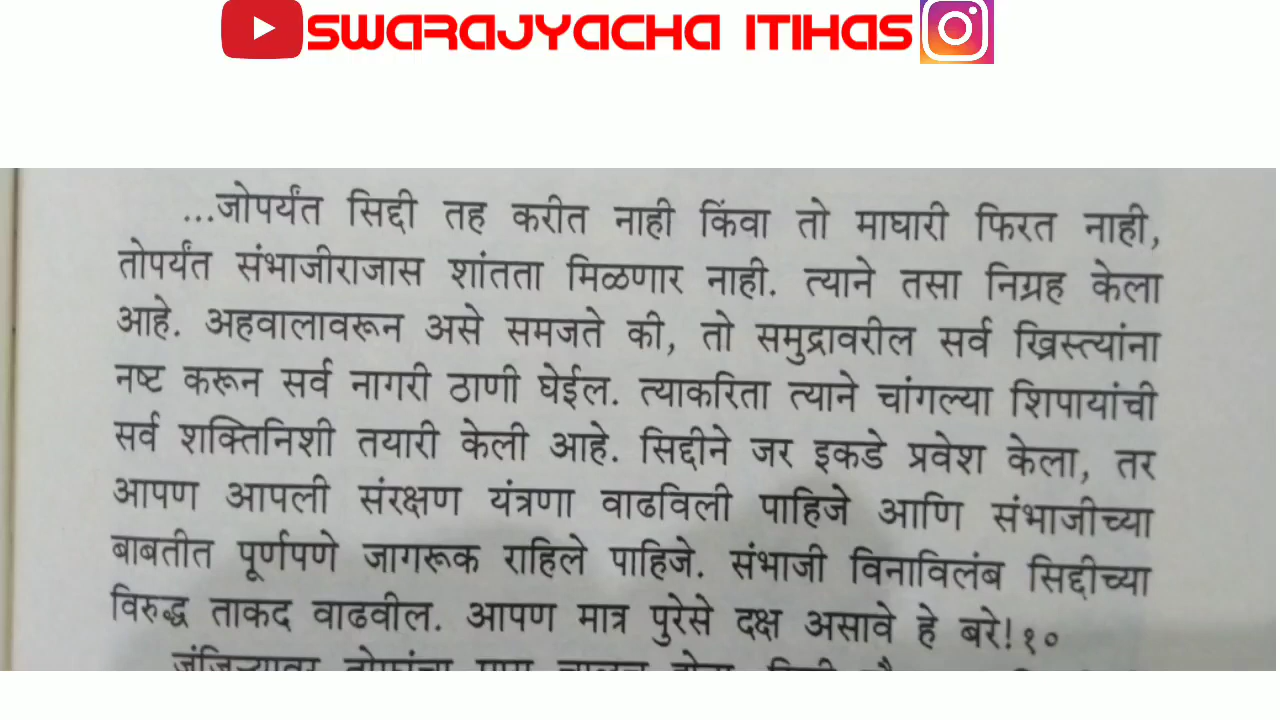 SWARAJYACHA ITIHAS
...जोपर्यंत सिद्दी तह करीत नाही किंवा तो माघारी फिरत नाही,
तोपर्यंत संभाजीराजास शांतता मिळणार नाही. त्याने तसा निग्रह केला
आहे. अहवालावरून असे समजते की, तो समुद्रावरील सर्व ख्रिस्त्यांना
नष्ट करून सर्व नागरी ठाणी घेईल. त्याकरिता त्याने चांगल्या शिपायांची
सर्व शक्तिनिशी तयारी केली आहे. सिद्दीने जर इकडे प्रवेश केला, तर
आपण आपली संरक्षण यंत्रणा वाढविली पाहिजे आणि संभाजीच्या
बाबतीत पूर्णपणे जागरूक राहिले पाहिजे. संभाजी विनाविलंब सिद्दीच्या
विरुद्ध ताकद वाढवील. आपण मात्र पुरेसे दक्ष असावे हे बरे!१०